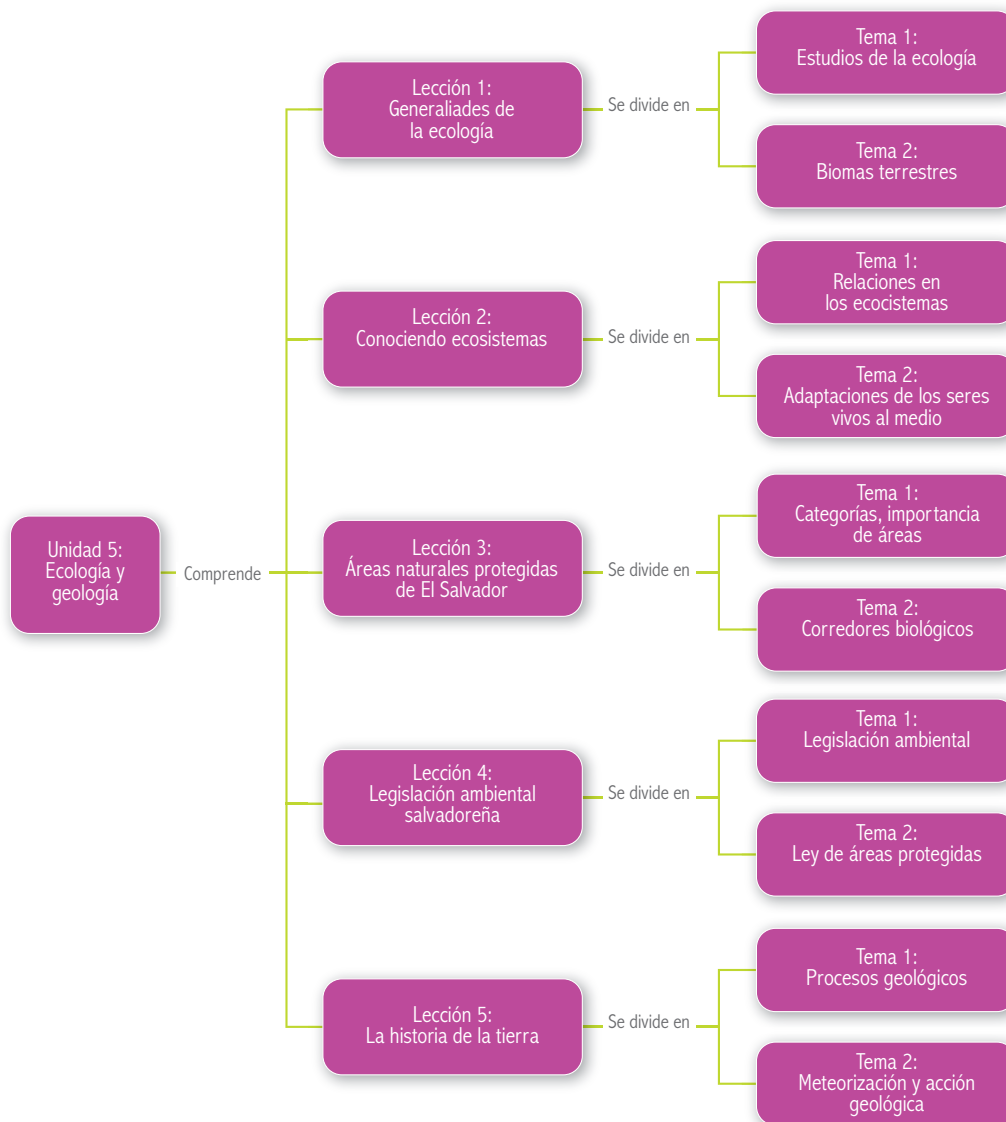 Unidad 5:
Ecología y
geología
Comprende
Lección 1:
Generaliades de
la ecología
Se divide en
Tema 1:
Estudios de la ecología
Tema 2:
Biomas terrestres
Lección 2:
Conociendo ecosistemas
Se divide en
Tema 1:
Relaciones en
los ecocistemas
Tema 2:
Adaptaciones de los seres
vivos al medio
Lección 3:
Áreas naturales protegidas
de El Salvador
Se divide en
Tema 1:
Categorías, importancia
de áreas
Tema 2:
Corredores biológicos
Lección 4:
Legislación ambiental
salvadoreña
Se divide en
Tema 1:
Legislación ambiental
Tema 2:
Ley de áreas protegidas
Lección 5:
La historia de la tierra
Se divide en
Tema 1:
Procesos geológicos
Tema 2:
Meteorización y acción
geológica